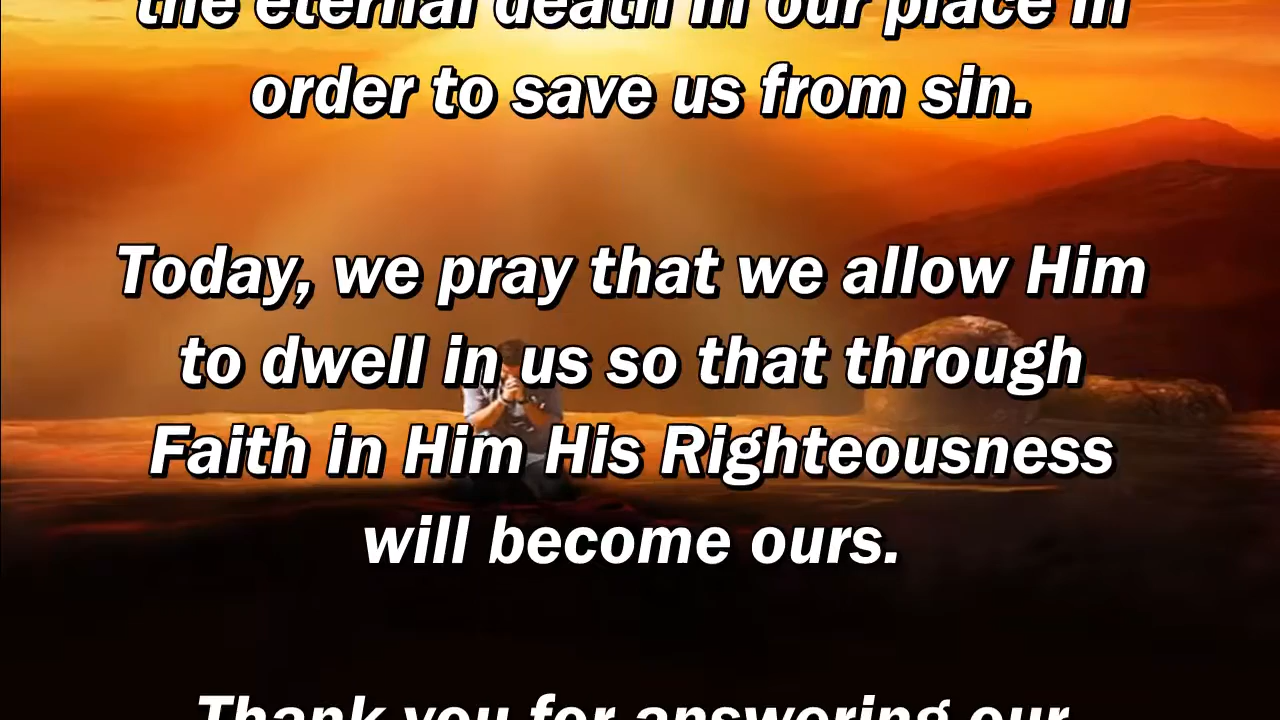 the eternal death in our place in
order to save us from sin.
Today, we pray that we allow Him
to dwell in us so that through
Faith in Him His Righteousness
will become ours.
Thank you for answering our